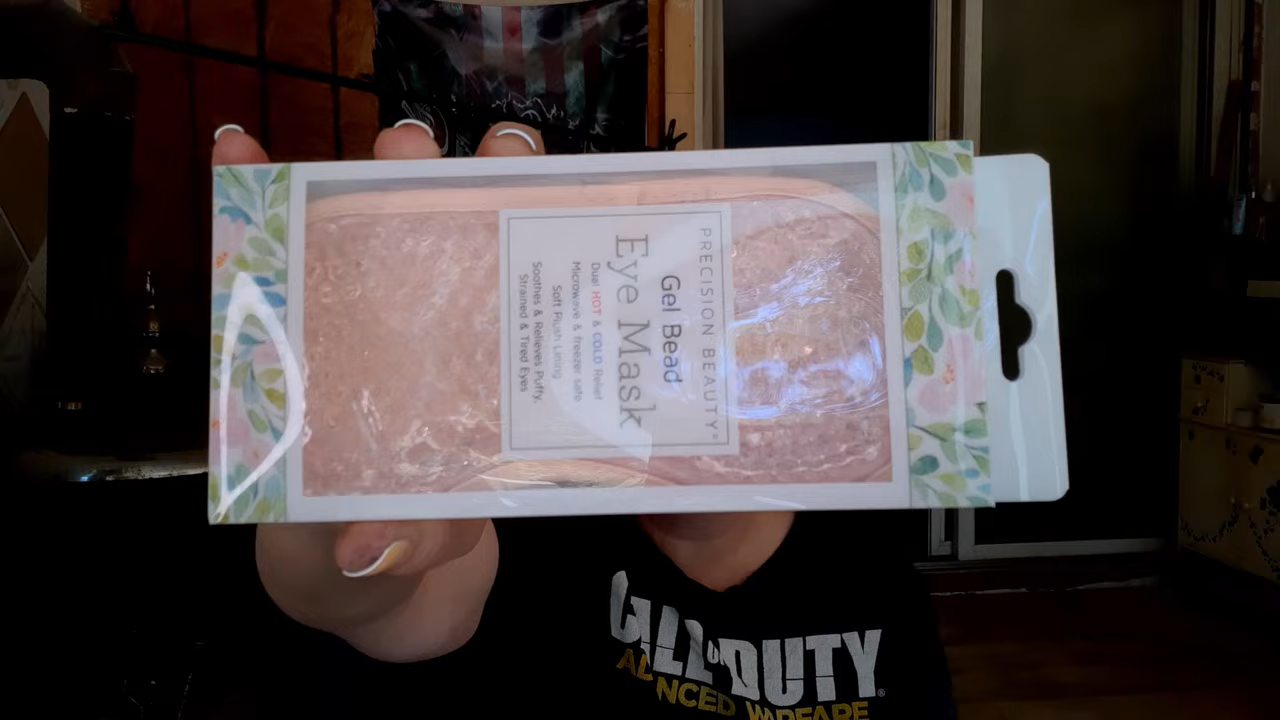 PRECISION BEAUTY®
Gel Bead
Eye Mask
Dual HOT & COLD Relief
Microwave & freezer safe
Soft Plush Lining
Soothes & Relieves Puffy,
Strained & Tired Eyes
CALL OF DUTY®
WARFARE